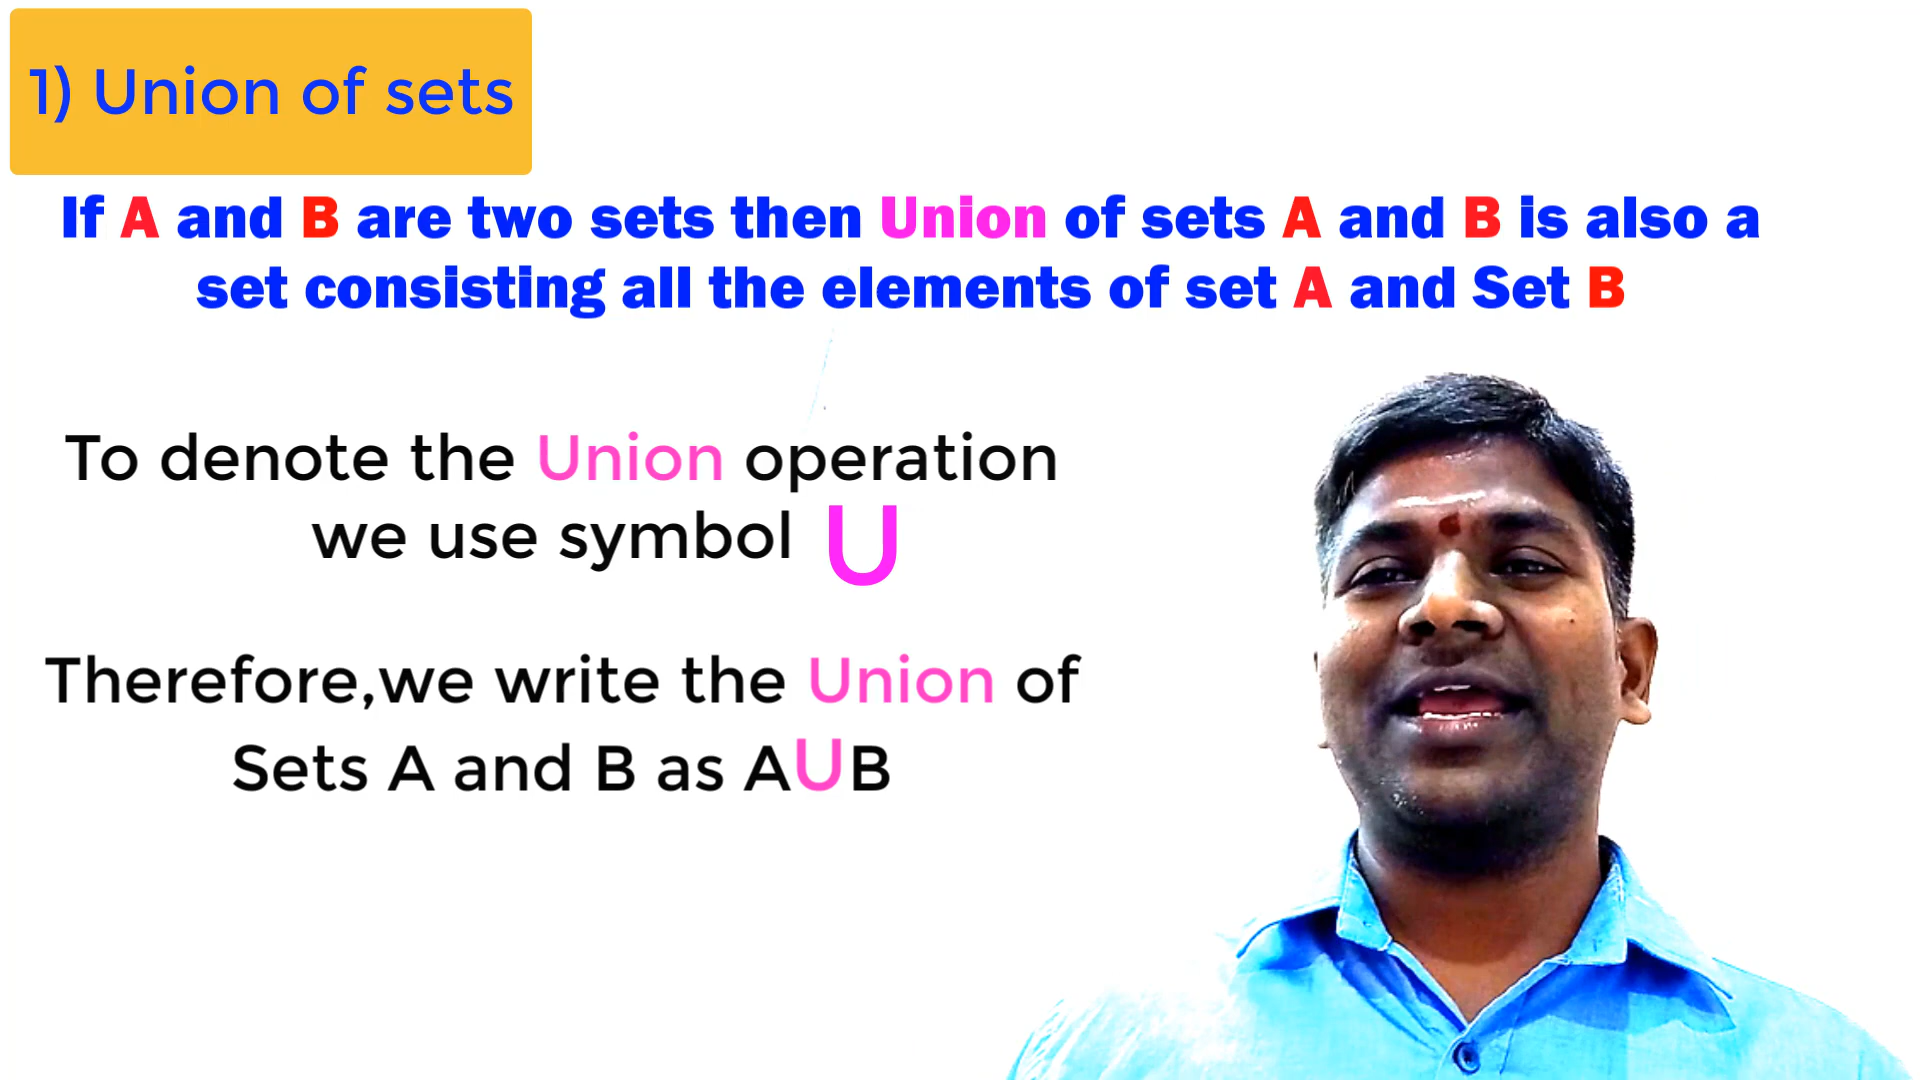 1) Union of sets
If A and B are two sets then Union of sets A and B is also a
set consisting all the elements of set A and Set B
To denote the Union operation
we use symbol U
Therefore,we write the Union of
Sets A and B as AUB